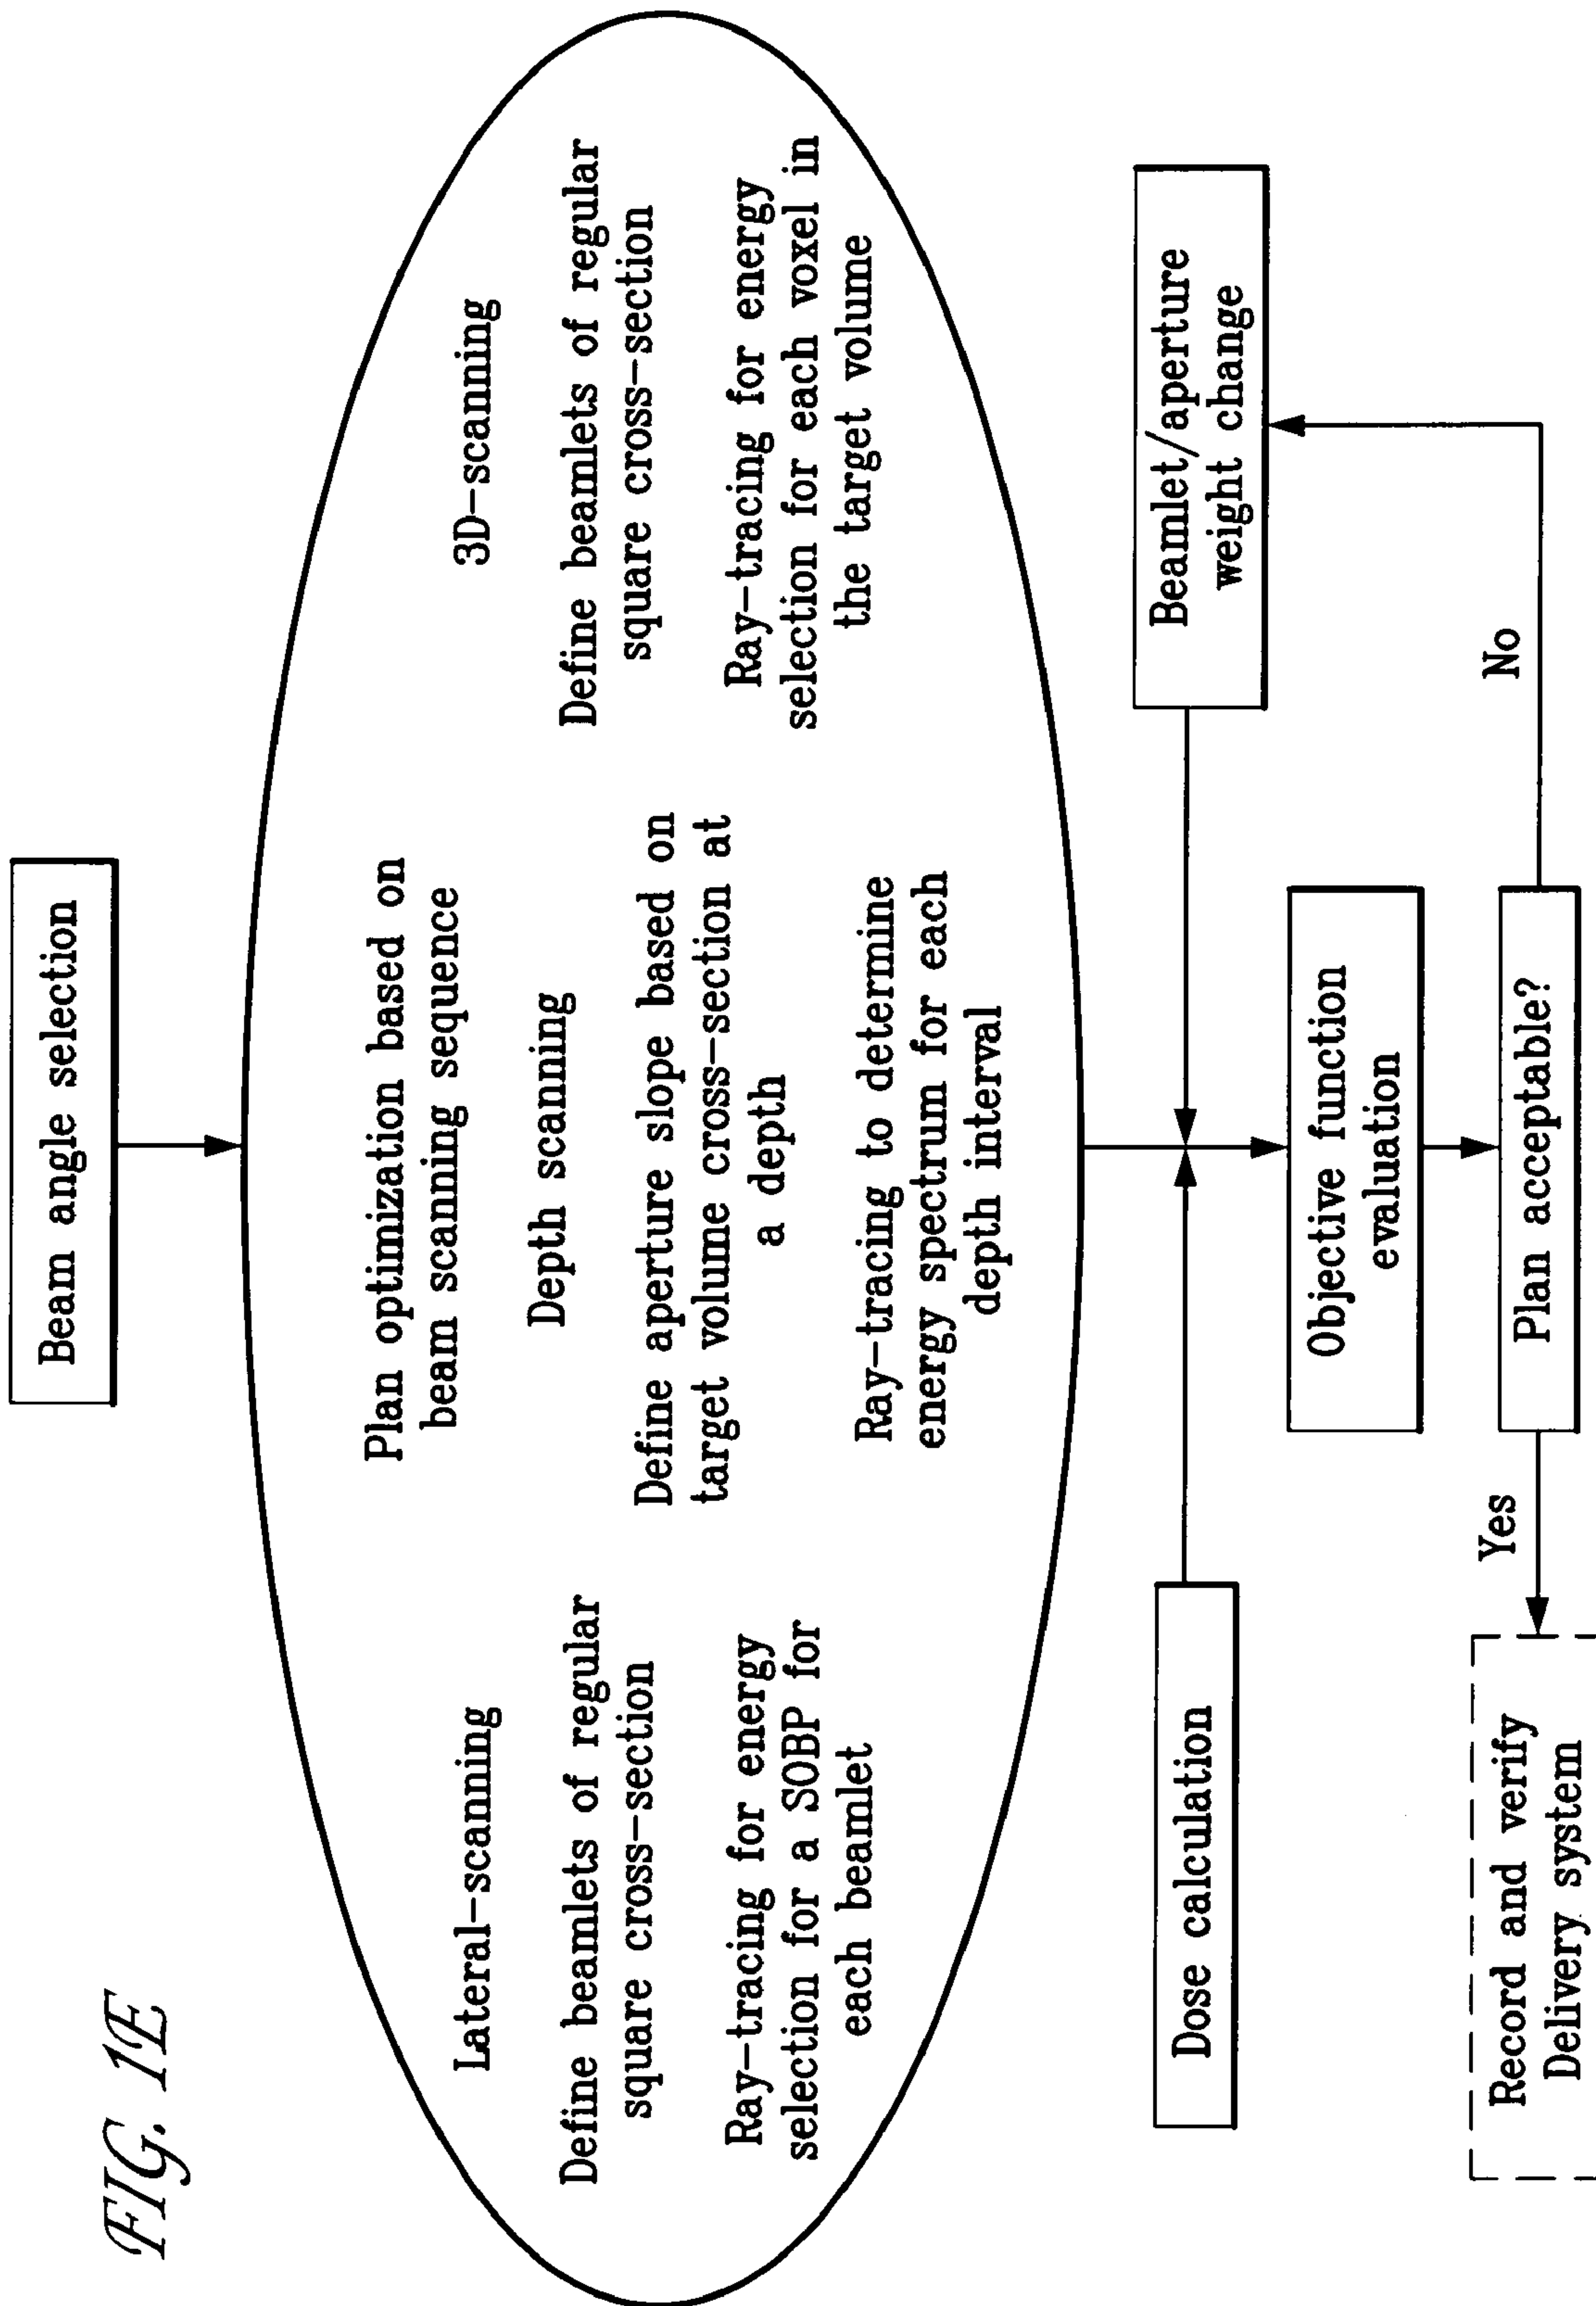 FIG. 1E
Beam angle selection
Plan optimization based on
beam scanning sequence
Lateral-scanning
Define beamlets of regular
square cross-section
Ray-tracing for energy
selection for a SOBP for
each beamlet
Depth scanning
Define aperture slope based on
target volume cross-section at
a depth
Ray-tracing to determine
energy spectrum for each
depth interval
3D-scanning
Define beamlets of regular
square cross-section
Ray-tracing for energy
selection for each voxel in
the target volume
Dose calculation
Beamlet/aperture
weight change
Objective function
evaluation
Plan acceptable?
Yes
No
Record and verify
Delivery system